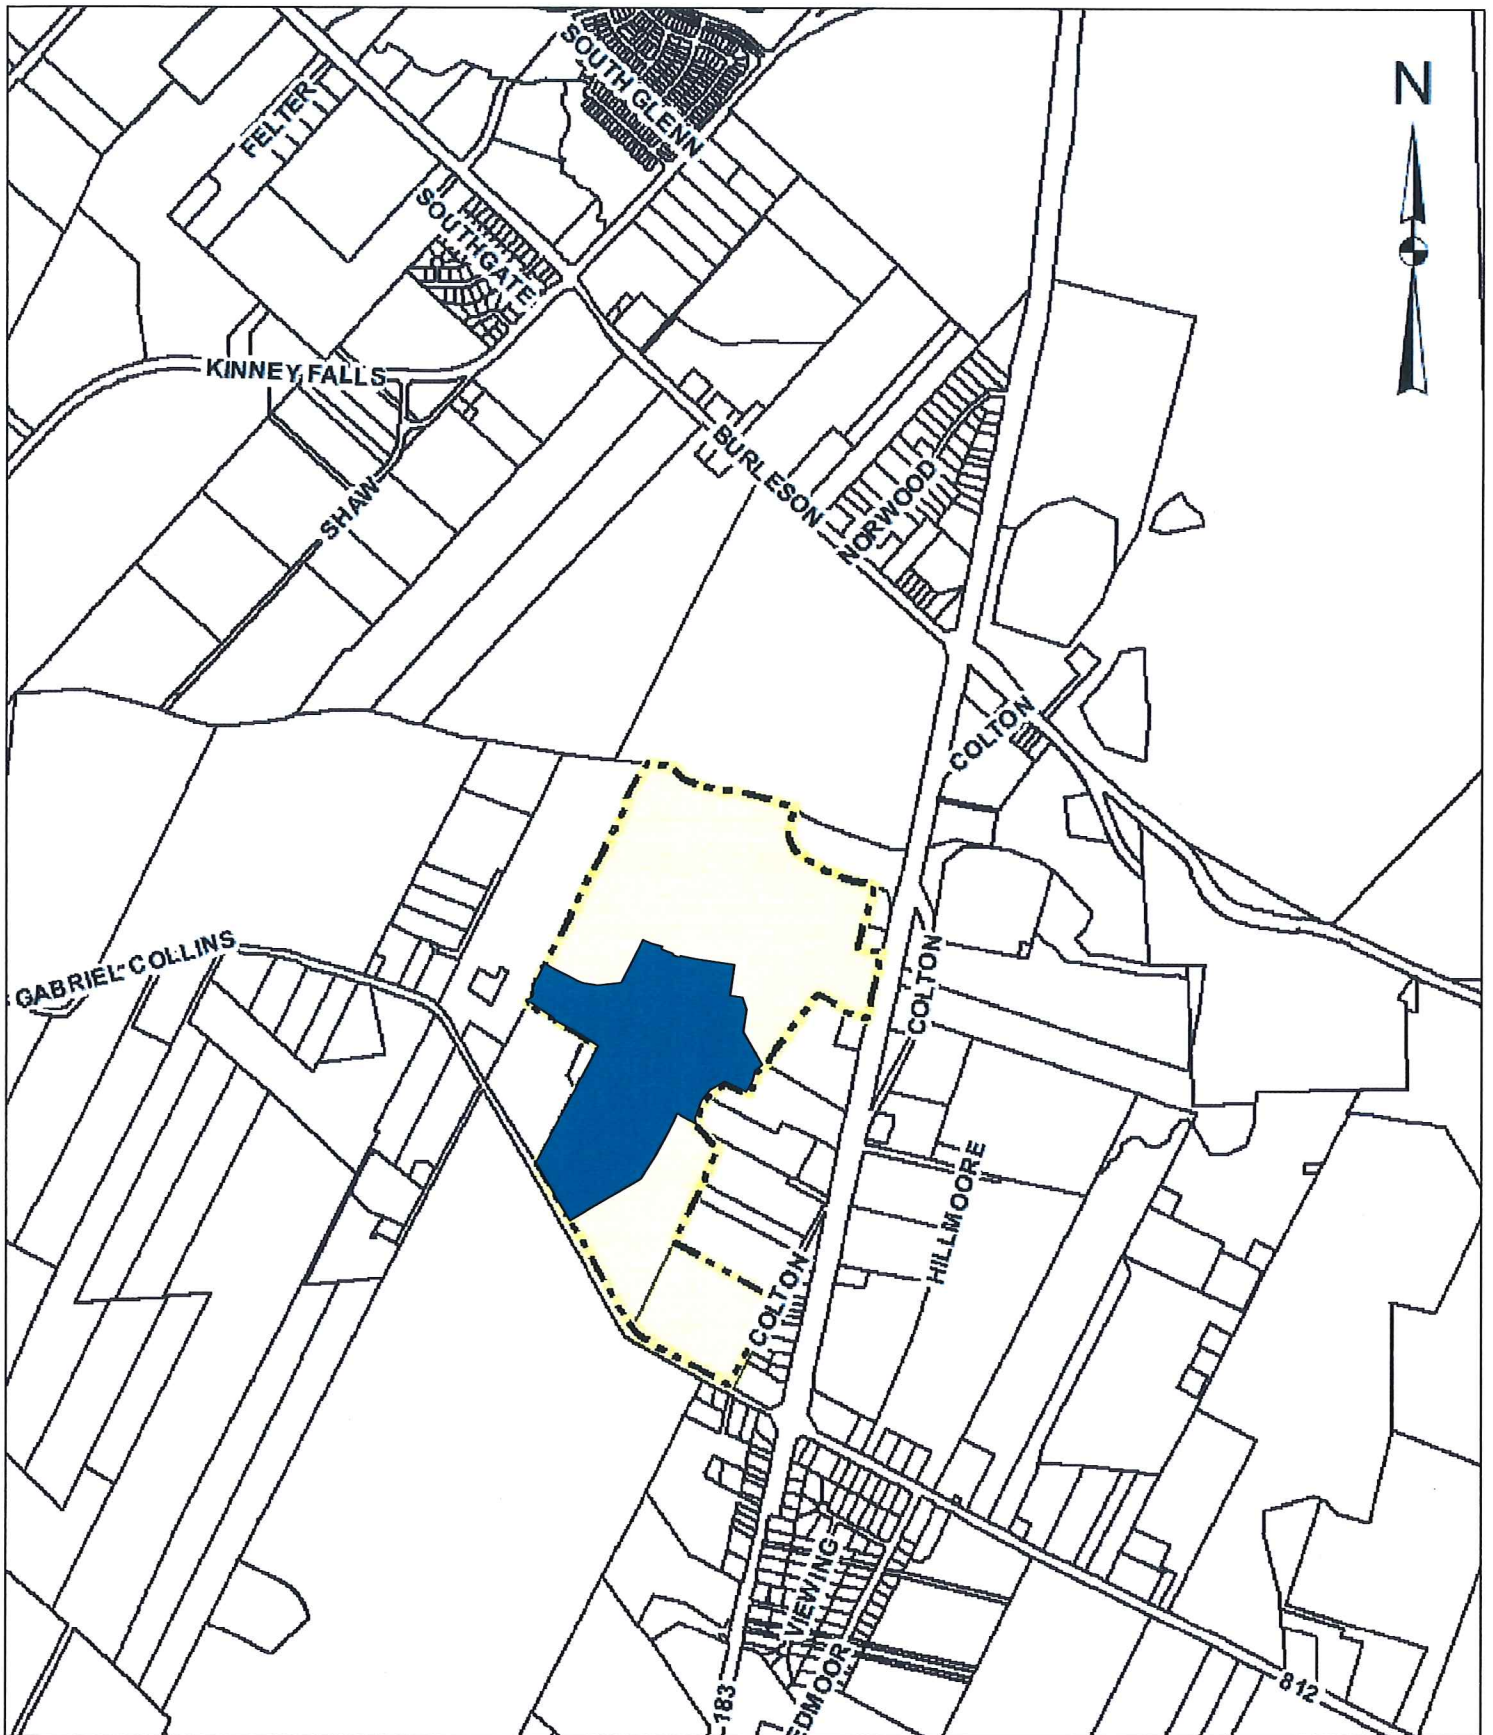 SOUTH GLENN
N
FELTER
SOUTHGATE
KINNEY FALLS
BURLESON
NORWOOD
SHAW
COLTON
GABRIEL COLLINS
COLTON
HILLMOORE
COLTON
VIEWING
812
183
EDMOOR